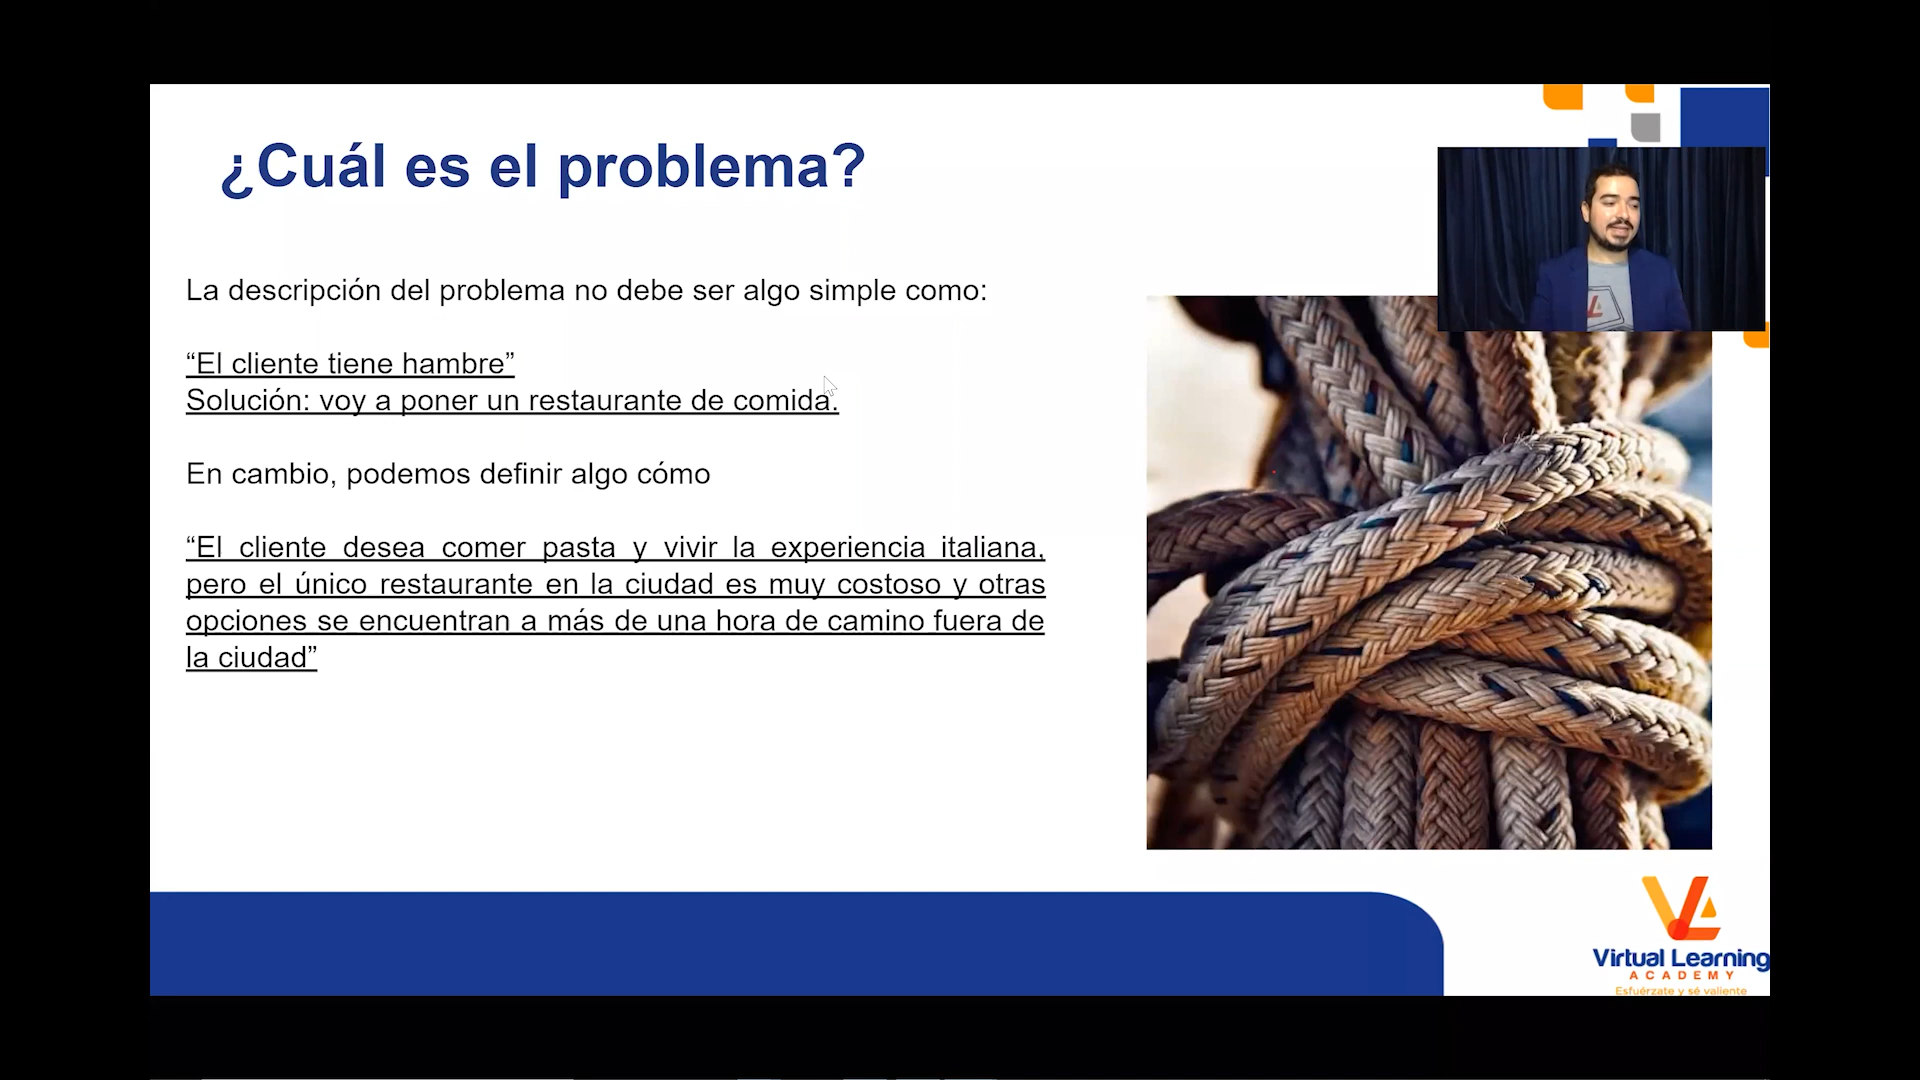 ¿Cuál es el problema?
La descripción del problema no debe ser algo simple como:
“El cliente tiene hambre”
Solución: voy a poner un restaurante de comida.
En cambio, podemos definir algo cómo
“El cliente desea comer pasta y vivir la experiencia italiana,
pero el único restaurante en la ciudad es muy costoso y otras
opciones se encuentran a más de una hora de camino fuera de
la ciudad”
Virtual Learning
ACADEMY
Esfuérzate y sé valiente